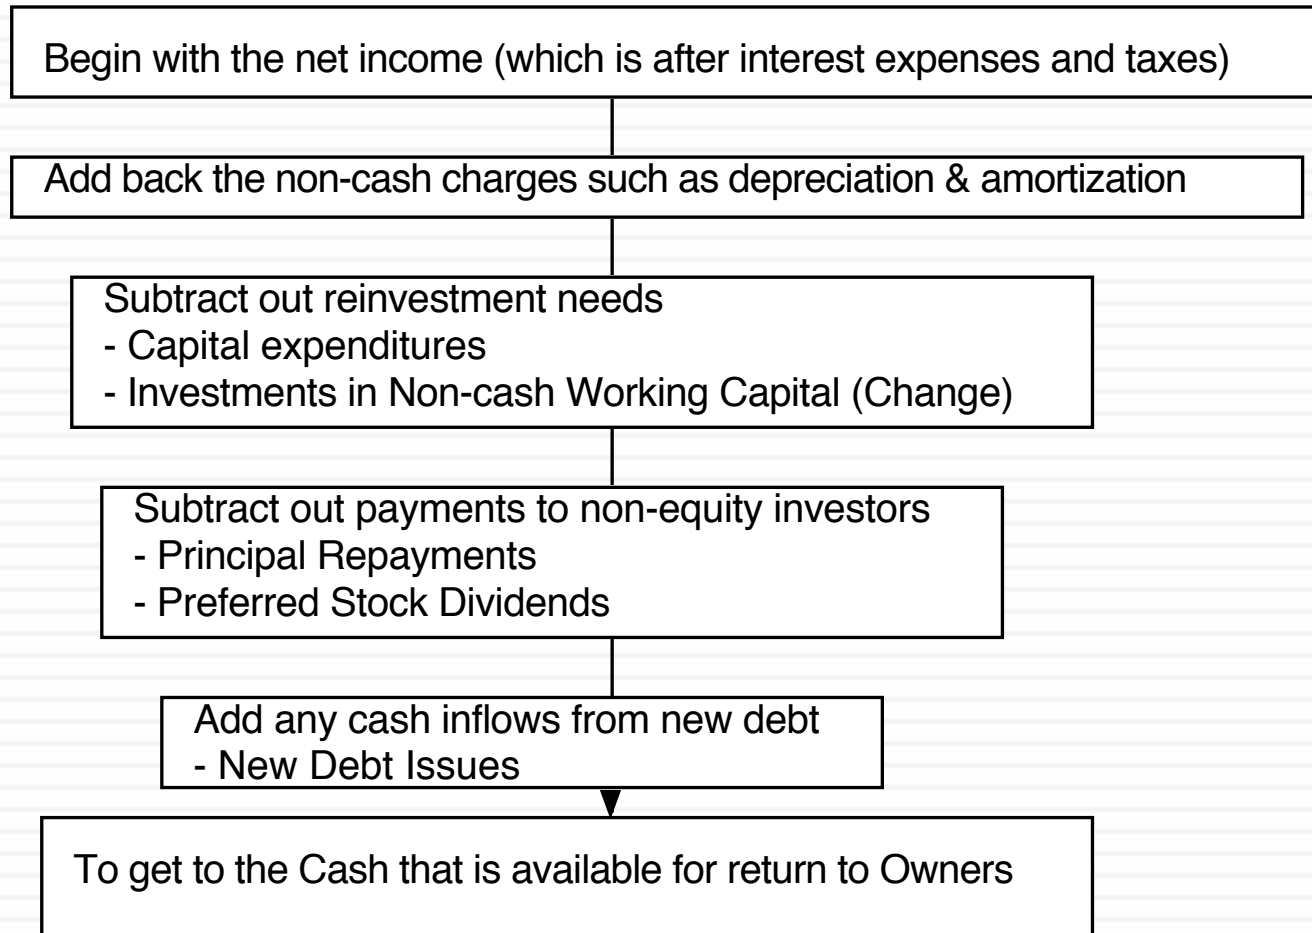 Begin with the net income (which is after interest expenses and taxes)
Add back the non-cash charges such as depreciation & amortization
Subtract out reinvestment needs
- Capital expenditures
- Investments in Non-cash Working Capital (Change)
Subtract out payments to non-equity investors
- Principal Repayments
- Preferred Stock Dividends
Add any cash inflows from new debt
- New Debt Issues
To get to the Cash that is available for return to Owners